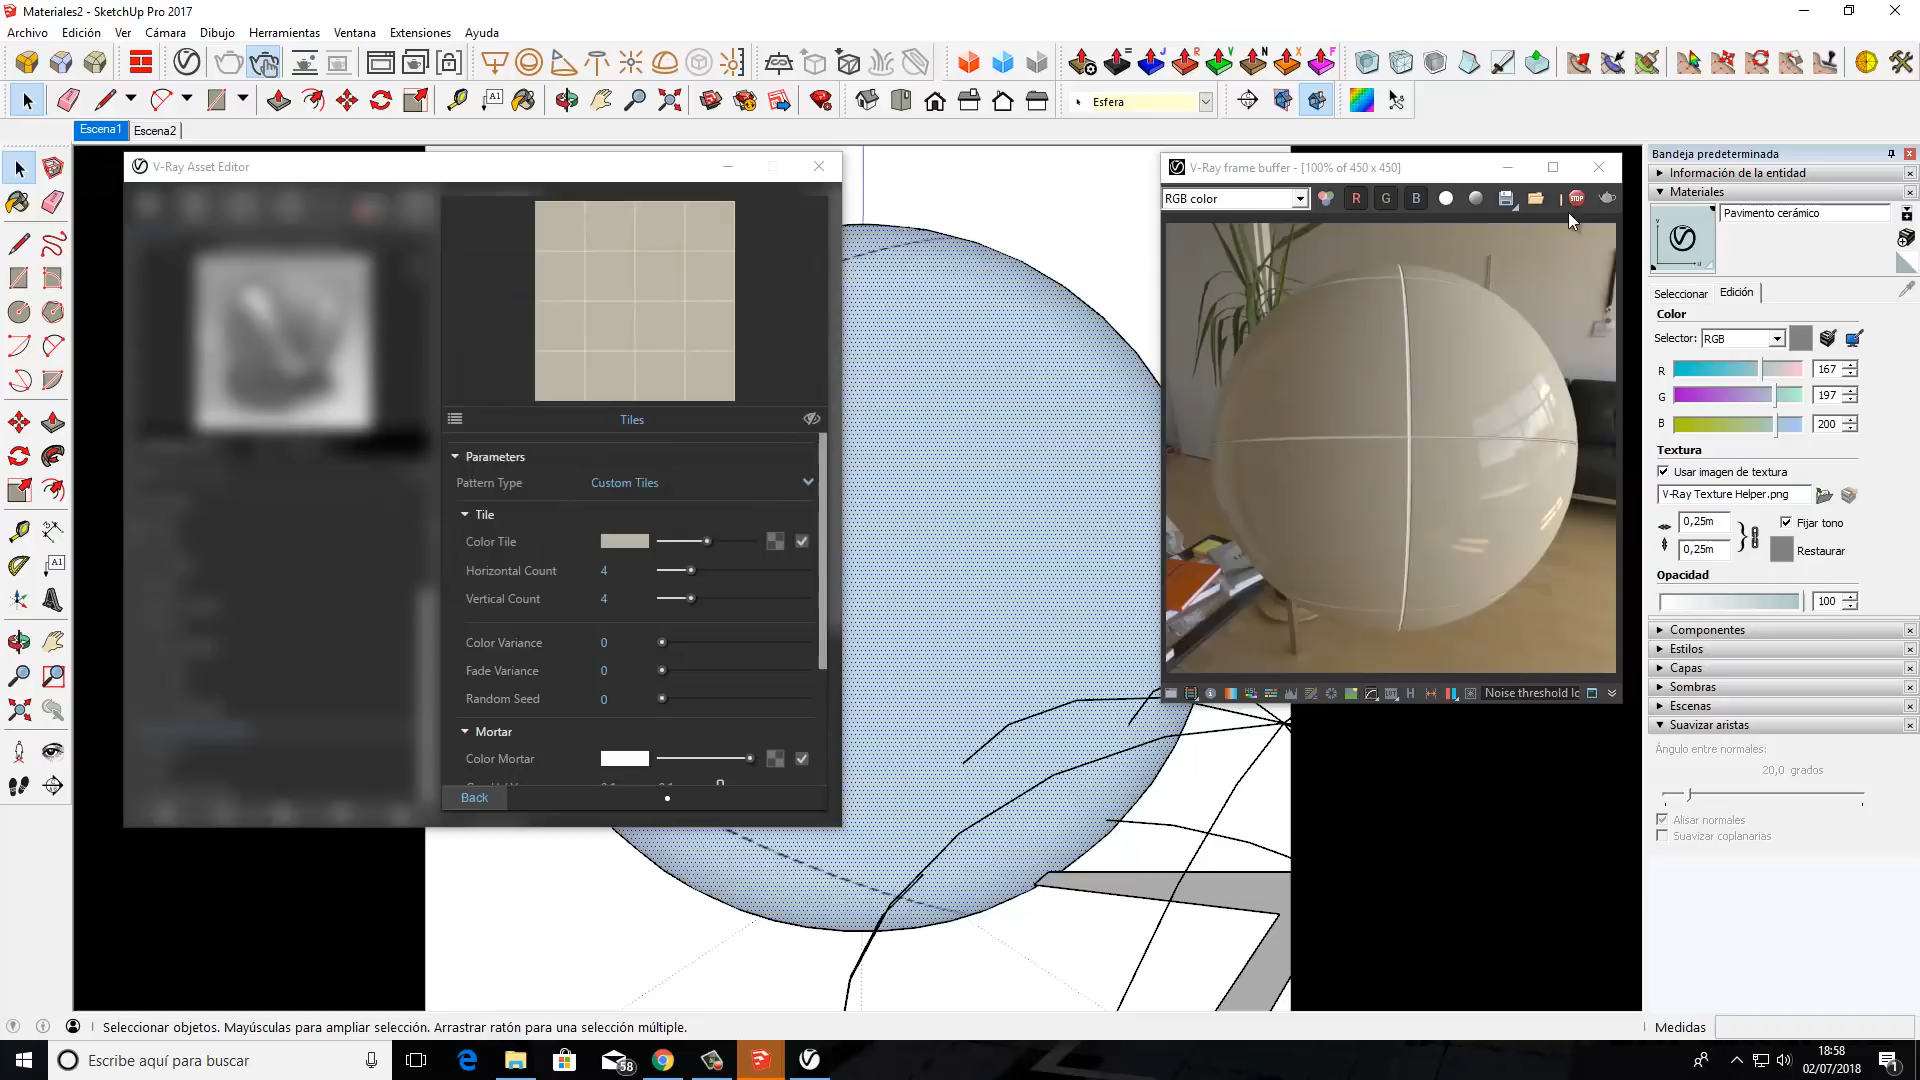 Materiales2 - SketchUp Pro 2017
Archivo Edición Ver Cámara Dibujo Herramientas Ventana Extensiones Ayuda
= J R V N X F
A1
Esfera
Escena1 Escena2
V-Ray Asset Editor
Tiles
Parameters
Pattern Type Custom Tiles
Tile
Color Tile
Horizontal Count 4
Vertical Count 4
Color Variance 0
Fade Variance 0
Random Seed 0
Mortar
Color Mortar
Back
V-Ray frame buffer - [100% of 450 x 450]
RGB color
R G B
STOP
H
Noise threshold lc
Bandeja predeterminada
Información de la entidad
Materiales
Pavimento cerámico
Seleccionar Edición
Color
Selector: RGB
R 167
G 197
B 200
Textura
Usar imagen de textura
V-Ray Texture Helper.png
0,25m Fijar tono
0,25m Restaurar
Opacidad
100
Componentes
Estilos
Capas
Sombras
Escenas
Suavizar aristas
Ángulo entre normales:
20,0 grados
Alisar normales
Suavizar coplanarias
A1
Seleccionar objetos. Mayúsculas para ampliar selección. Arrastrar ratón para una selección múltiple.
Medidas
Escribe aquí para buscar
58
18:58
02/07/2018
1